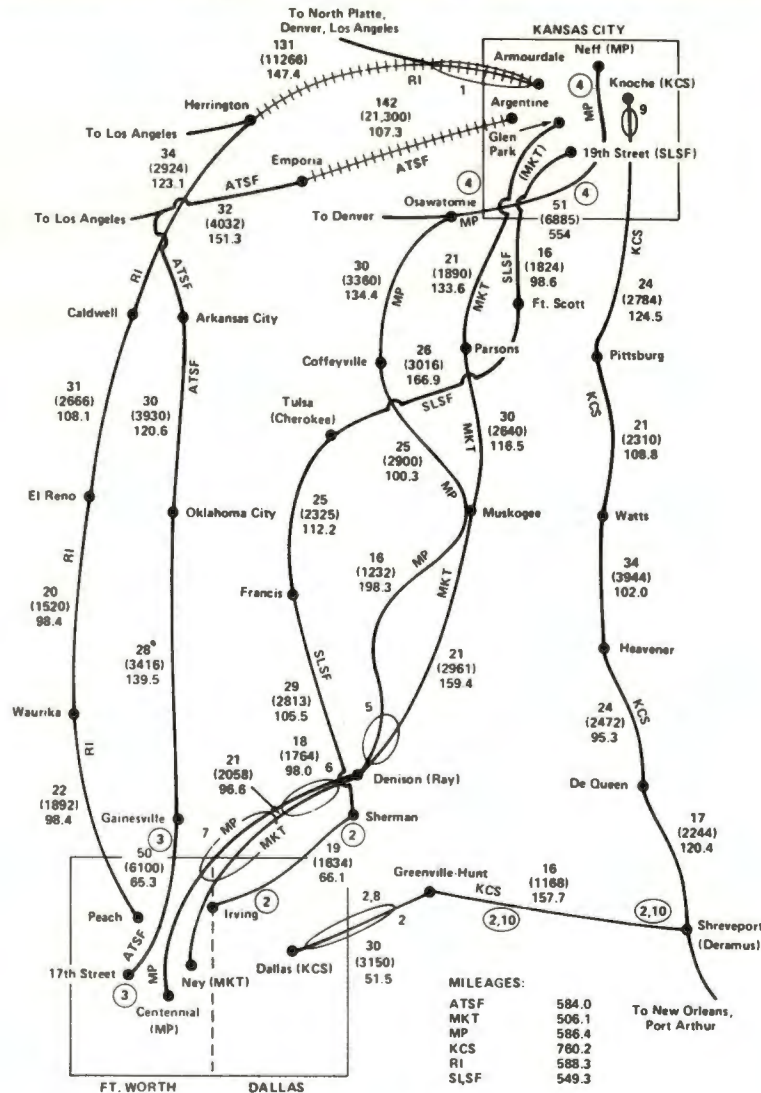 To North Platte,
Denver, Los Angeles
KANSAS CITY
131
(11266)
147.4
RI
1
Armourdale
Neff (MP)
4
MP
Knoche (KCS)
9
Herrington
142
(21,300)
107.3
Argentine
Glen
Park
To Los Angeles
34
(2924)
123.1
Emporia
ATSF
ATSF
(MKT)
19th Street (SLSF)
4
Osawatomie
4
To Los Angeles
32
(4032)
151.3
To Denver
MP
51
(6885)
554
KCS
RI
ATSF
30
(3360)
134.4
MP
21
(1890)
133.6
MKT
SLSF
16
(1824)
98.6
24
(2784)
124.5
Caldwell
Arkansas City
Ft. Scott
Coffeyville
26
(3016)
166.9
Parsons
Pittsburg
31
(2666)
108.1
30
(3930)
120.6
ATSF
Tulsa
(Cherokee)
SLSF
KCS
25
(2900)
100.3
MKT
30
(2640)
116.5
21
(2310)
108.8
El Reno
Oklahoma City
25
(2325)
112.2
MP
Muskogee
Watts
RI
16
(1232)
198.3
MP
MKT
34
(3944)
102.0
20
(1520)
98.4
Francis
28*
(3416)
139.5
SLSF
21
(2961)
159.4
Heavener
29
(2813)
105.5
5
24
(2472)
95.3
KCS
Waurika
RI
18
(1764)
98.0
21
(2058)
96.6
6
Denison (Ray)
De Queen
22
(1892)
98.4
Gainesville
3
7
MP
MKT
Sherman
2
17
(2244)
120.4
50
(6100)
65.3
19
(1634)
66.1
Greenville-Hunt
16
(1168)
157.7
KCS
Peach
Irving
2
2,8
2
2,10
2,10
Shreveport
(Deramus)
ATSF
17th Street
3
MP
Ney (MKT)
Dallas (KCS)
30
(3150)
51.5
Centennial
(MP)
To New Orleans,
Port Arthur
MILEAGES:
ATSF 584.0
MKT 506.1
MP 586.4
KCS 760.2
RI 588.3
SLSF 549.3
FT. WORTH
DALLAS